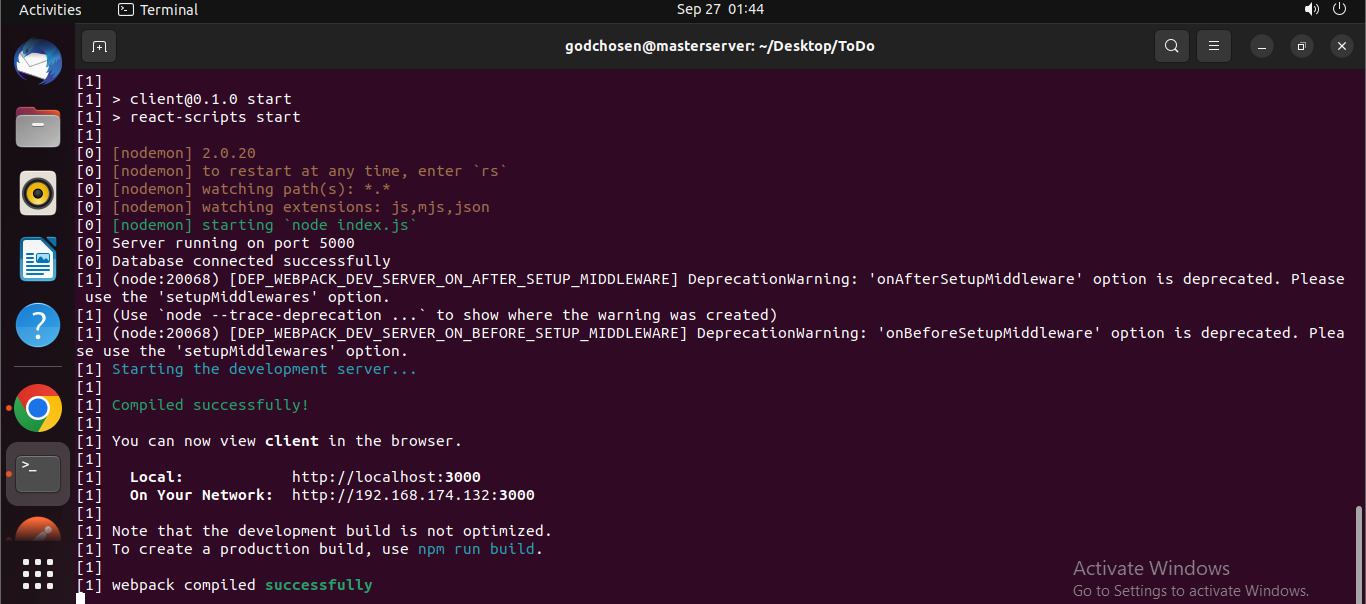 Activities Terminal Sep 27 01:44
godchosen@masterserver: ~/Desktop/ToDo
[1]
[1] > client@0.1.0 start
[1] > react-scripts start
[1]
[0] [nodemon] 2.0.20
[0] [nodemon] to restart at any time, enter `rs`
[0] [nodemon] watching path(s): *.*
[0] [nodemon] watching extensions: js,mjs,json
[0] [nodemon] starting `node index.js`
[0] Server running on port 5000
[0] Database connected successfully
[1] (node:20068) [DEP_WEBPACK_DEV_SERVER_ON_AFTER_SETUP_MIDDLEWARE] DeprecationWarning: 'onAfterSetupMiddleware' option is deprecated. Please
 use the 'setupMiddlewares' option.
[1] (Use `node --trace-deprecation ...` to show where the warning was created)
[1] (node:20068) [DEP_WEBPACK_DEV_SERVER_ON_BEFORE_SETUP_MIDDLEWARE] DeprecationWarning: 'onBeforeSetupMiddleware' option is deprecated. Plea
se use the 'setupMiddlewares' option.
[1] Starting the development server...
[1]
[1] Compiled successfully!
[1]
[1] You can now view client in the browser.
[1]
[1]   Local:            http://localhost:3000
[1]   On Your Network:  http://192.168.174.132:3000
[1]
[1] Note that the development build is not optimized.
[1] To create a production build, use npm run build.
[1]
[1] webpack compiled successfully
Activate Windows
Go to Settings to activate Windows.